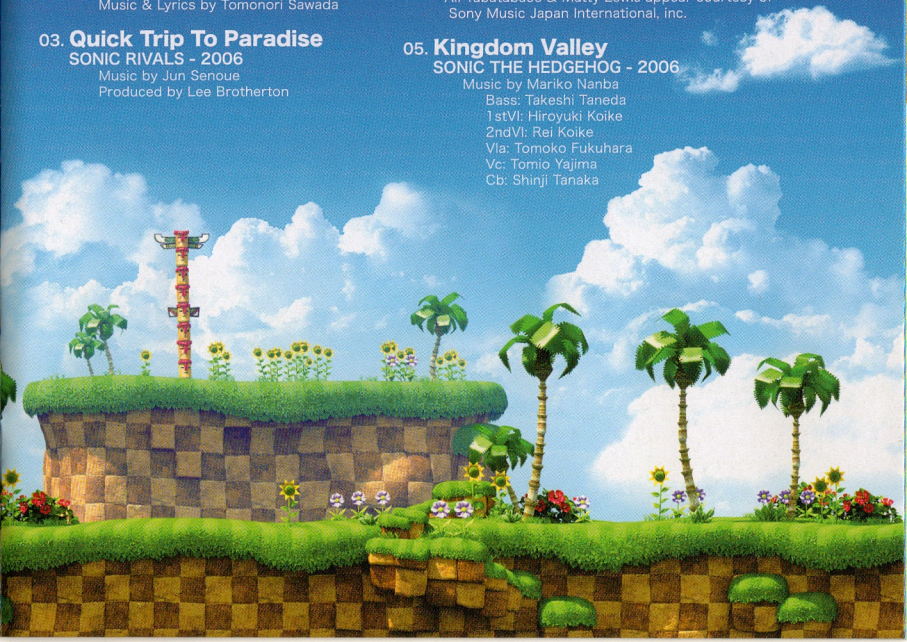 Music & Lyrics by Tomonori Sawada
03. Quick Trip To Paradise
SONIC RIVALS - 2006
Music by Jun Senoue
Produced by Lee Brotherton
Sony Music Japan International, inc.
05. Kingdom Valley
SONIC THE HEDGEHOG - 2006
Music by Mariko Nanba
Bass: Takeshi Taneda
1stVl: Hiroyuki Koike
2ndVl: Rei Koike
Vla: Tomoko Fukuhara
Vc: Tomio Yajima
Cb: Shinji Tanaka